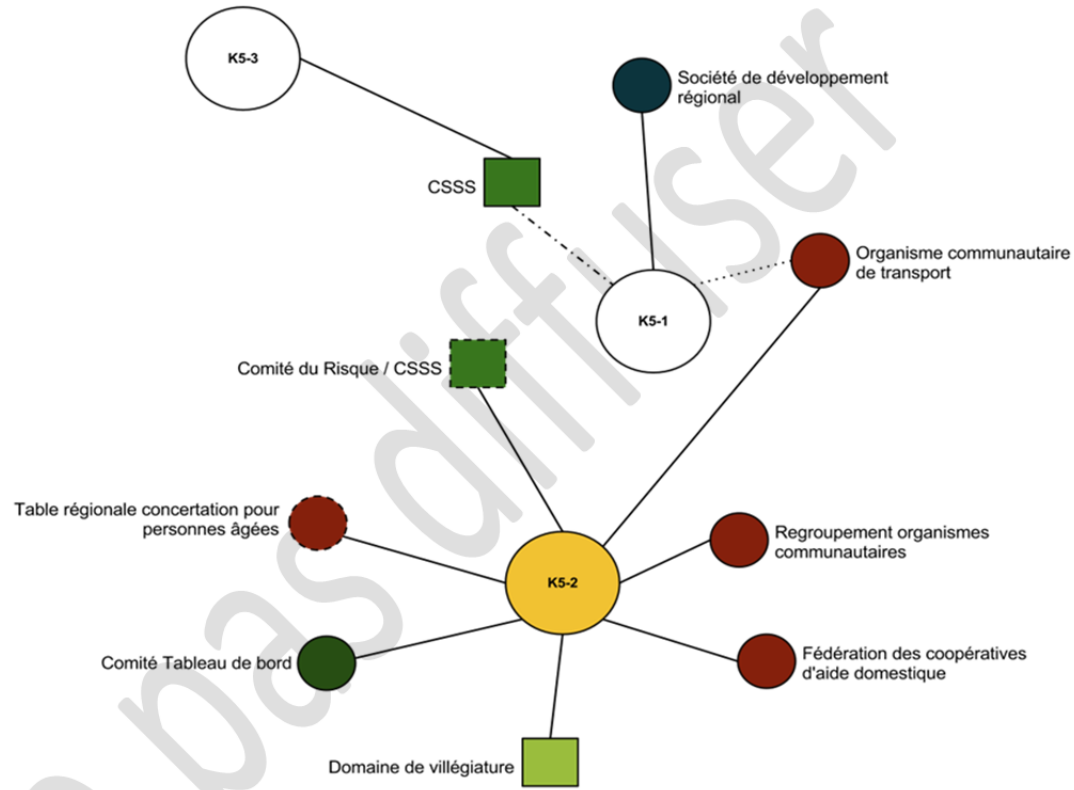 K5-3
Société de développement
régional
CSSS
Organisme communautaire
de transport
K5-1
Comité du Risque / CSSS
Table régionale concertation pour
personnes âgées
Regroupement organismes
communautaires
K5-2
Comité Tableau de bord
Fédération des coopératives
d'aide domestique
Domaine de villégiature
pas diffuser